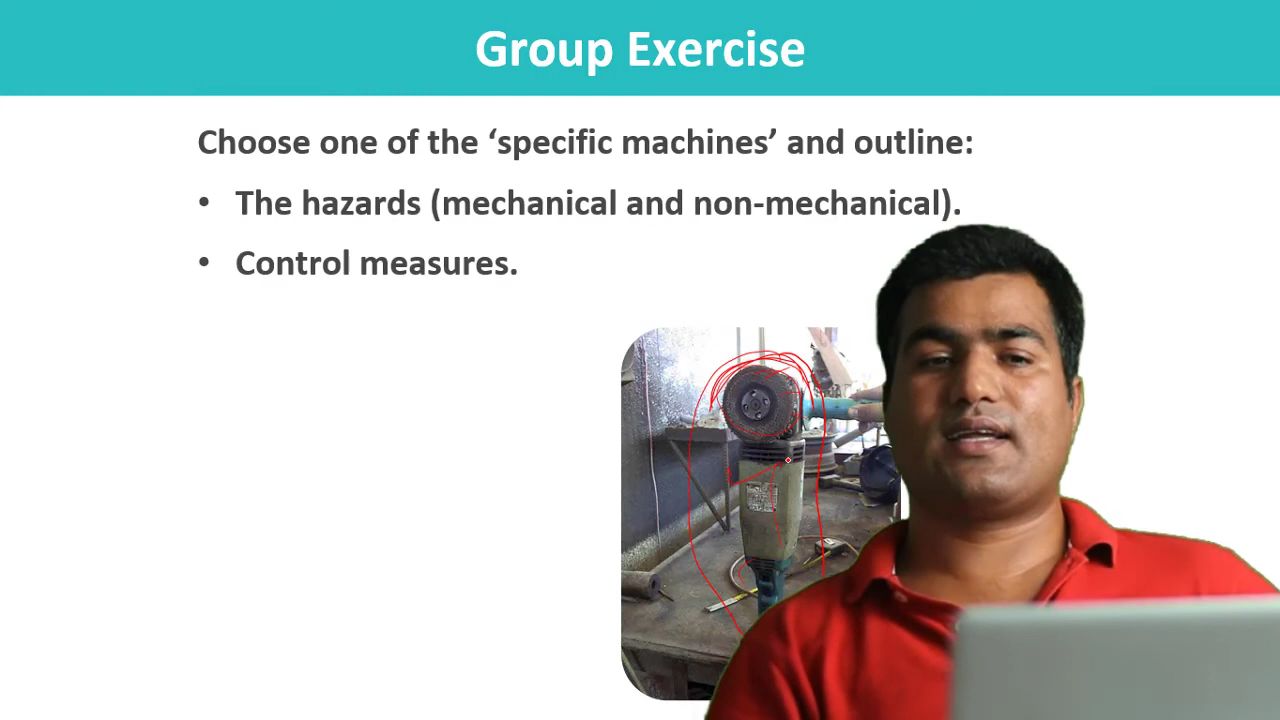 Group Exercise
Choose one of the ‘specific machines’ and outline:
• The hazards (mechanical and non-mechanical).
• Control measures.